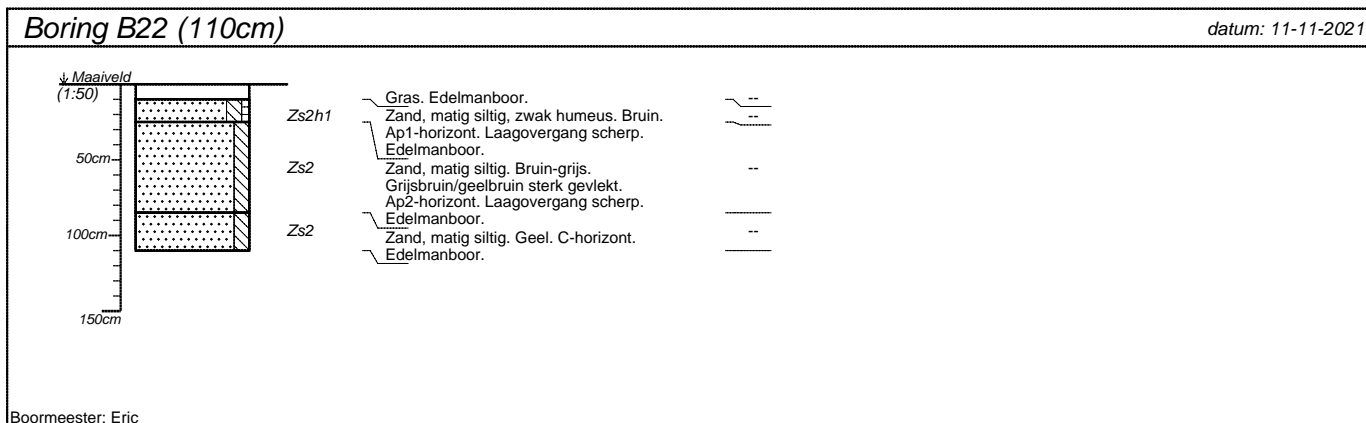 Boring B22 (110cm)
datum: 11-11-2021
Maaiveld
(1:50)
50cm
100cm
150cm
Zs2h1
Zs2
Zs2
Gras. Edelmanboor.
Zand, matig siltig, zwak humeus. Bruin.
Ap1-horizont. Laagovergang scherp.
Edelmanboor.
Zand, matig siltig. Bruin-grijs.
Grijsbruin/geelbruin sterk gevlekt.
Ap2-horizont. Laagovergang scherp.
Edelmanboor.
Zand, matig siltig. Geel. C-horizont.
Edelmanboor.
--
--
--
--
Boormeester: Eric